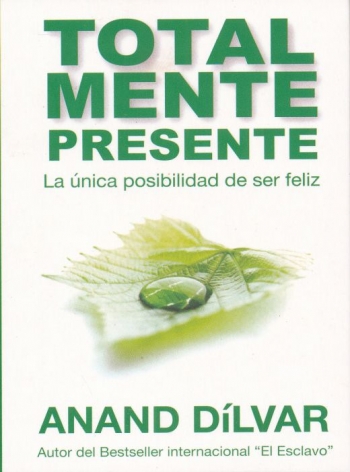 TOTAL
MENTE
PRESENTE
La única posibilidad de ser feliz
ANAND DíLVAR
Autor del Bestseller internacional “El Esclavo”